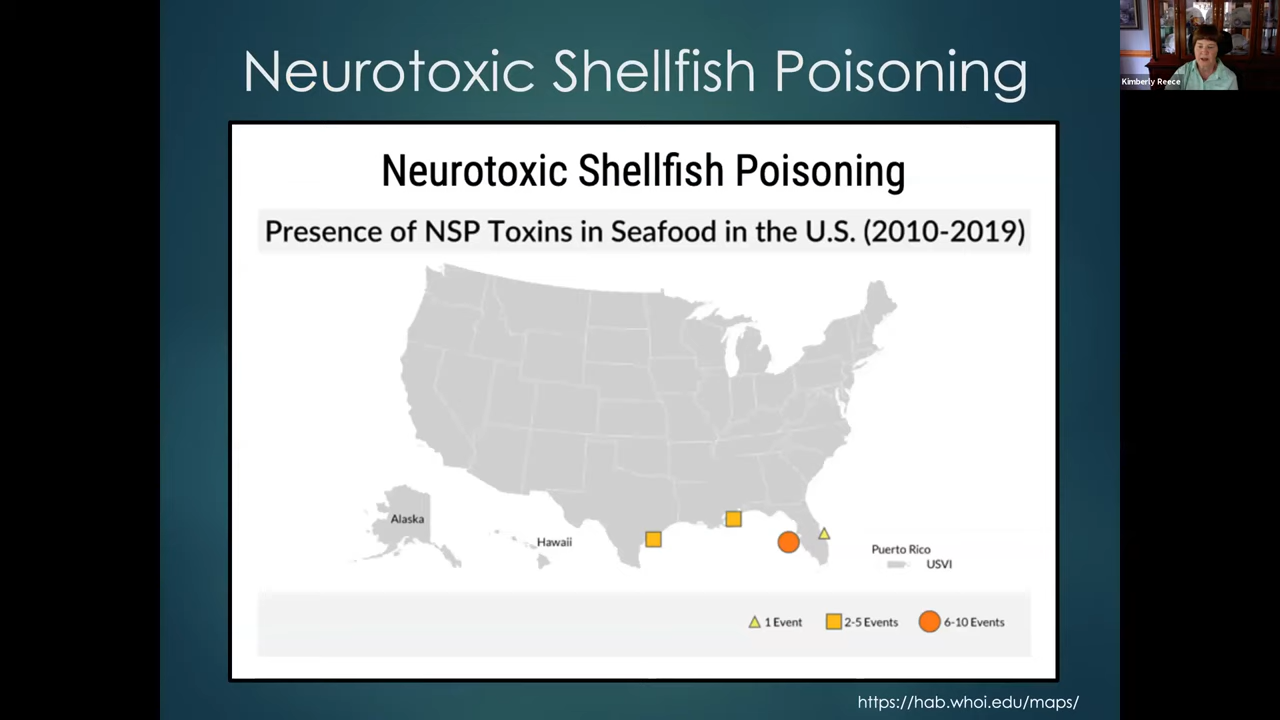 Neurotoxic Shellfish Poisoning
Kimberly Reece
Neurotoxic Shellfish Poisoning
Presence of NSP Toxins in Seafood in the U.S. (2010-2019)
Alaska
Hawaii
Puerto Rico
USVI
1 Event
2-5 Events
6-10 Events
https://hab.whoi.edu/maps/